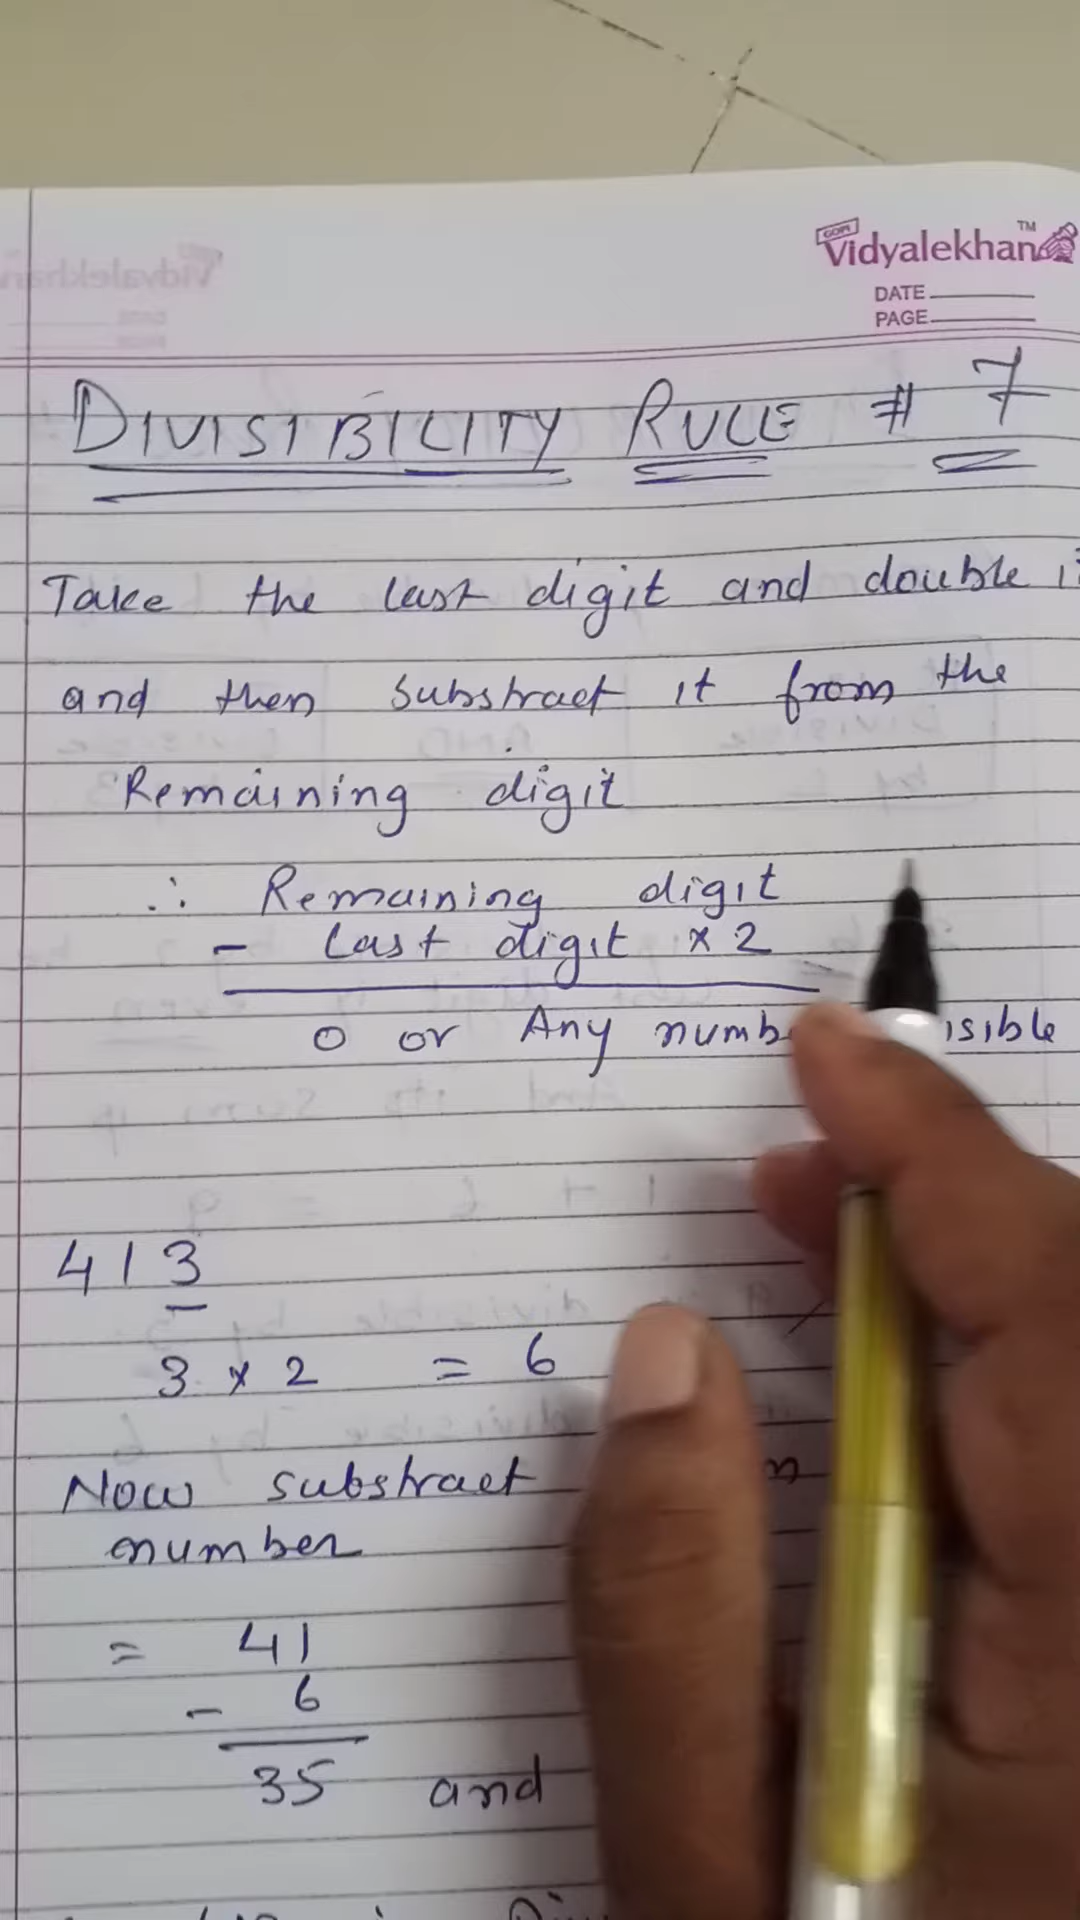 GOPI
Vidyalekhan™
DATE
PAGE
DIVISIBILITY RULE # 7
Take the last digit and double
and then substract it from the
Remaining digit
∴ Remaining digit
- last digit × 2
0 or Any
413
3 × 2 = 6
Now substract
number
= 41
- 6
35 and